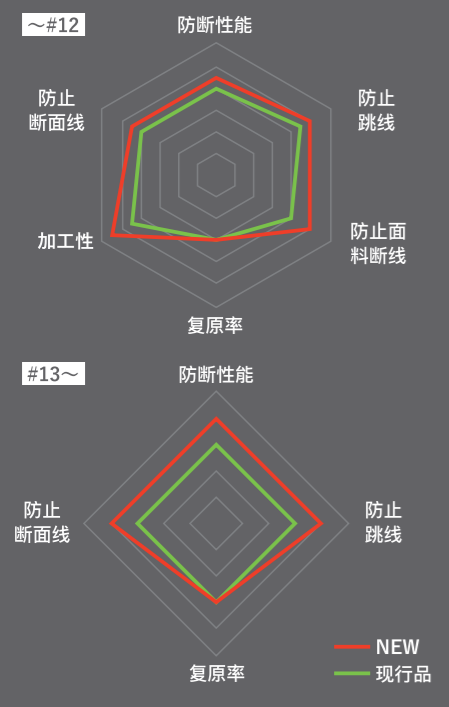 ～#12
防断性能
防止
断面线
防止
跳线
加工性
防止面
料断线
复原率
#13～
防断性能
防止
断面线
防止
跳线
复原率
NEW
现行品